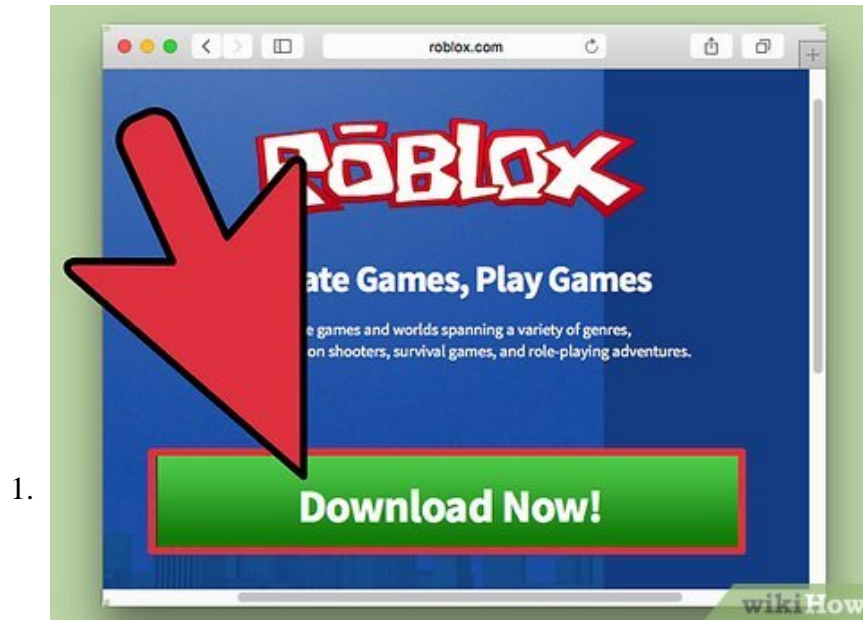 roblox.com
RŌBLOX
ate Games, Play Games
e games and worlds spanning a variety of genres,
on shooters, survival games, and role-playing adventures.
1.
Download Now!
wikiHow